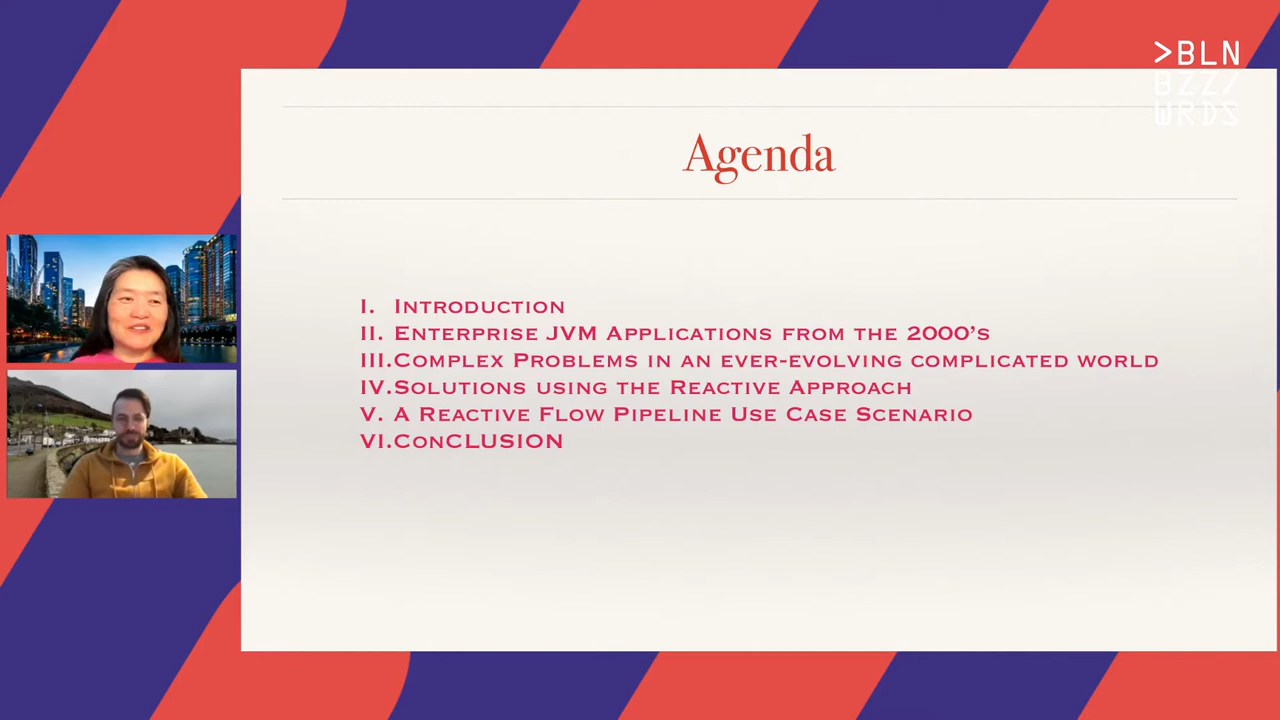 >BLN
BZZ/
WRDS
Agenda
I. INTRODUCTION
II. ENTERPRISE JVM APPLICATIONS FROM THE 2000’S
III.COMPLEX PROBLEMS IN AN EVER-EVOLVING COMPLICATED WORLD
IV.SOLUTIONS USING THE REACTIVE APPROACH
V. A REACTIVE FLOW PIPELINE USE CASE SCENARIO
VI.CONCLUSION